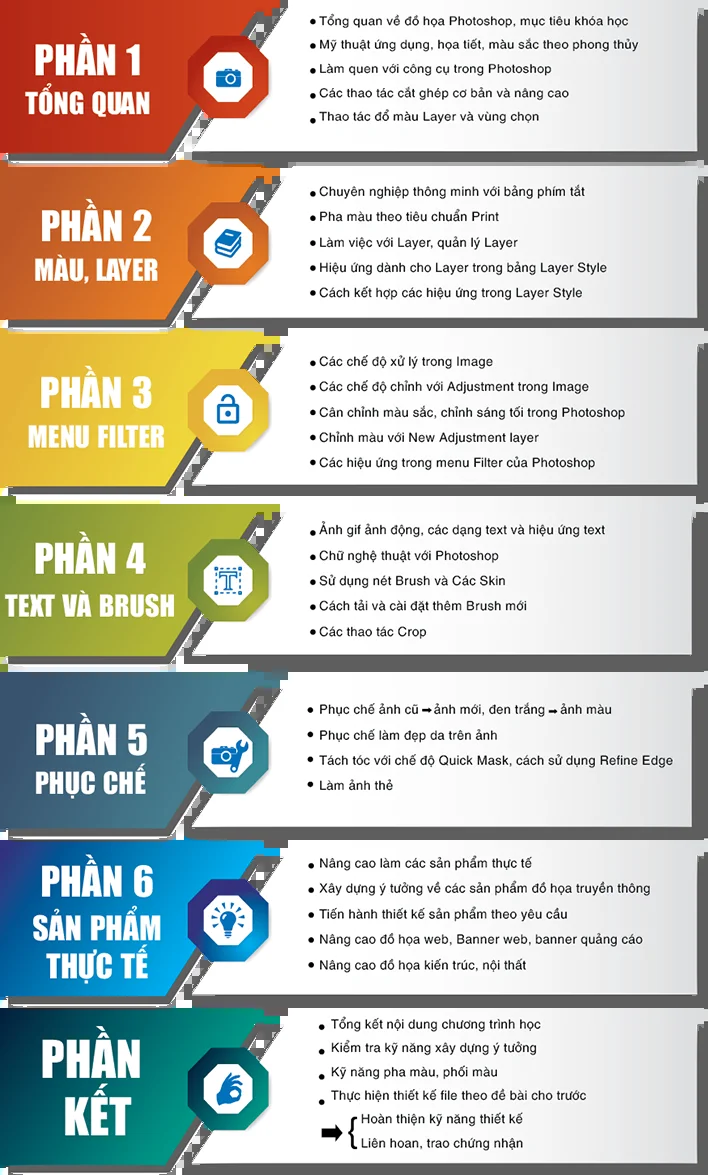 PHẦN 1
TỔNG QUAN
• Tổng quan về đồ họa Photoshop, mục tiêu khóa học
• Mỹ thuật ứng dụng, họa tiết, màu sắc theo phong thủy
• Làm quen với công cụ trong Photoshop
• Các thao tác cắt ghép cơ bản và nâng cao
• Thao tác đổ màu Layer và vùng chọn
PHẦN 2
MÀU, LAYER
• Chuyên nghiệp thông minh với bảng phím tắt
• Pha màu theo tiêu chuẩn Print
• Làm việc với Layer, quản lý Layer
• Hiệu ứng dành cho Layer trong bảng Layer Style
• Cách kết hợp các hiệu ứng trong Layer Style
PHẦN 3
MENU FILTER
• Các chế độ xử lý trong Image
• Các chế độ chỉnh với Adjustment trong Image
• Cân chỉnh màu sắc, chỉnh sáng tối trong Photoshop
• Chỉnh màu với New Adjustment layer
• Các hiệu ứng trong menu Filter của Photoshop
PHẦN 4
TEXT VÀ BRUSH
T
• Ảnh gif ảnh động, các dạng text và hiệu ứng text
• Chữ nghệ thuật với Photoshop
• Sử dụng nét Brush và Các Skin
• Cách tải và cài đặt thêm Brush mới
• Các thao tác Crop
PHẦN 5
PHỤC CHẾ
• Phục chế ảnh cũ ➡ ảnh mới, đen trắng ➡ ảnh màu
• Phục chế làm đẹp da trên ảnh
• Tách tóc với chế độ Quick Mask, cách sử dụng Refine Edge
• Làm ảnh thẻ
PHẦN 6
SẢN PHẨM
THỰC TẾ
• Nâng cao làm các sản phẩm thực tế
• Xây dựng ý tưởng về các sản phẩm đồ họa truyền thông
• Tiến hành thiết kế sản phẩm theo yêu cầu
• Nâng cao đồ họa web, Banner web, banner quảng cáo
• Nâng cao đồ họa kiến trúc, nội thất
PHẦN
KẾT
• Tổng kết nội dung chương trình học
• Kiểm tra kỹ năng xây dựng ý tưởng
• Kỹ năng pha màu, phối màu
• Thực hiện thiết kế file theo đề bài cho trước
➡ { Hoàn thiện kỹ năng thiết kế
Liên hoan, trao chứng nhận